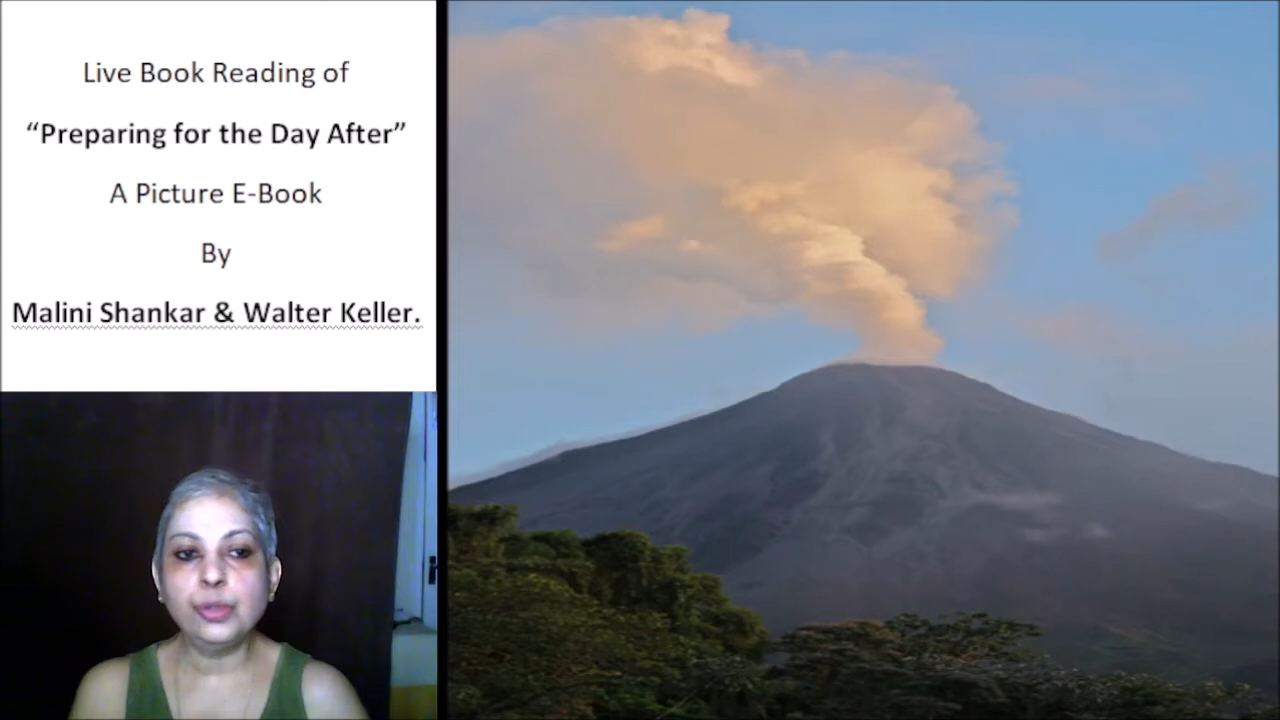 Live Book Reading of
“Preparing for the Day After”
A Picture E-Book
By
Malini Shankar & Walter Keller.